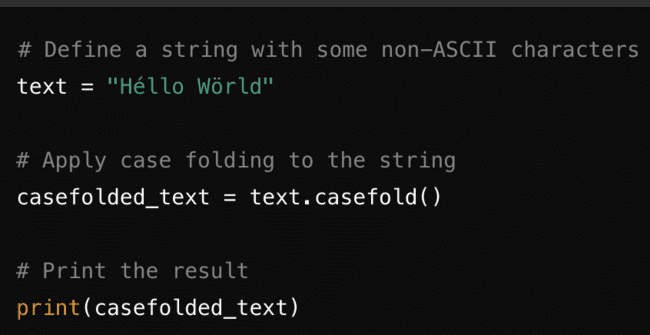 # Define a string with some non-ASCII characters
text = "Héllo Wörld"
# Apply case folding to the string
casefolded_text = text.casefold()
# Print the result
print(casefolded_text)